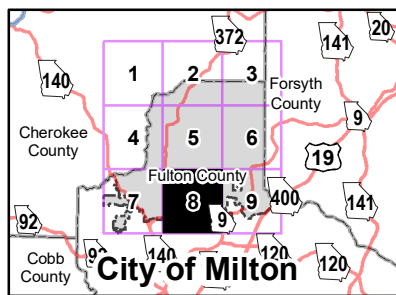 20
372
141
1 2 3
140
Forsyth
County
9
Cherokee
County
4 5 6
19
Fulton County
7 8 9
400
141
92
9
92
140
120
120
Cobb
County
City of Milton